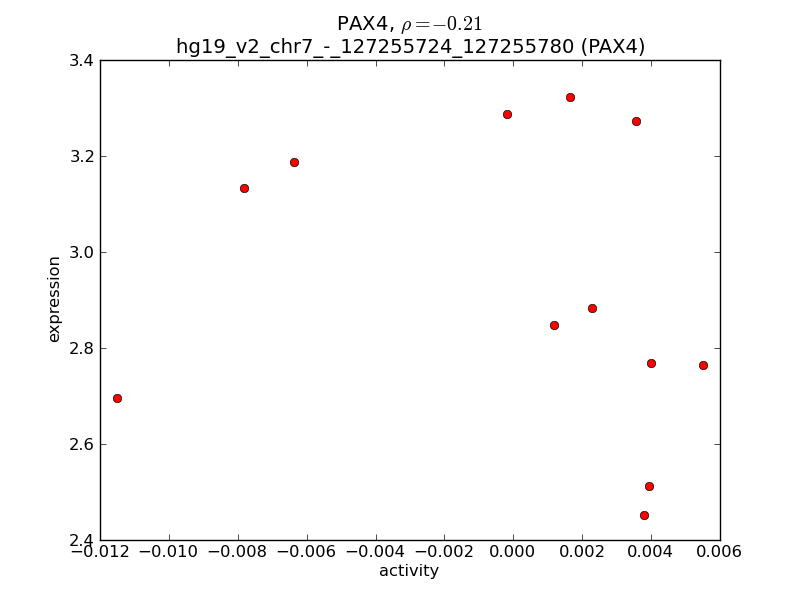 PAX4, ρ=−0.21
hg19_v2_chr7_-_127255724_127255780 (PAX4)
3.4
3.2
3.0
2.8
2.6
2.4
expression
−0.012 −0.010 −0.008 −0.006 −0.004 −0.002 0.000 0.002 0.004 0.006
activity